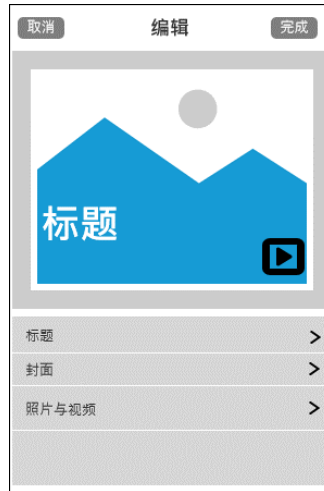 取消 编辑 完成
标题
标题
封面
照片与视频